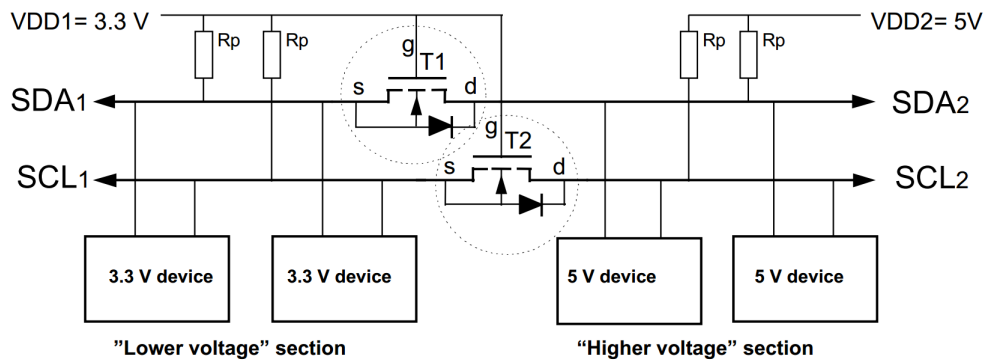 VDD1= 3.3 V
VDD2= 5V
Rp
Rp
Rp
Rp
g
T1
s
d
SDA1
SDA2
g
T2
s
d
SCL1
SCL2
3.3 V device
3.3 V device
5 V device
5 V device
”Lower voltage” section
“Higher voltage” section